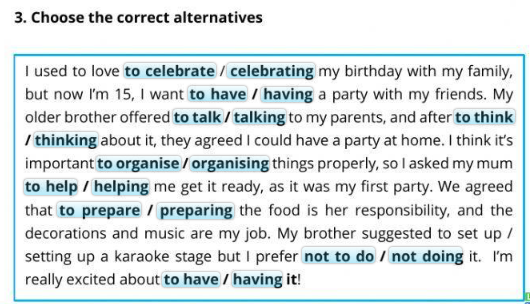 3. Choose the correct alternatives
I used to love to celebrate / celebrating my birthday with my family,
but now I'm 15, I want to have / having a party with my friends. My
older brother offered to talk / talking to my parents, and after to think
/ thinking about it, they agreed I could have a party at home. I think it's
important to organise / organising things properly, so I asked my mum
to help / helping me get it ready, as it was my first party. We agreed
that to prepare / preparing the food is her responsibility, and the
decorations and music are my job. My brother suggested to set up /
setting up a karaoke stage but I prefer not to do / not doing it. I'm
really excited about to have / having it!